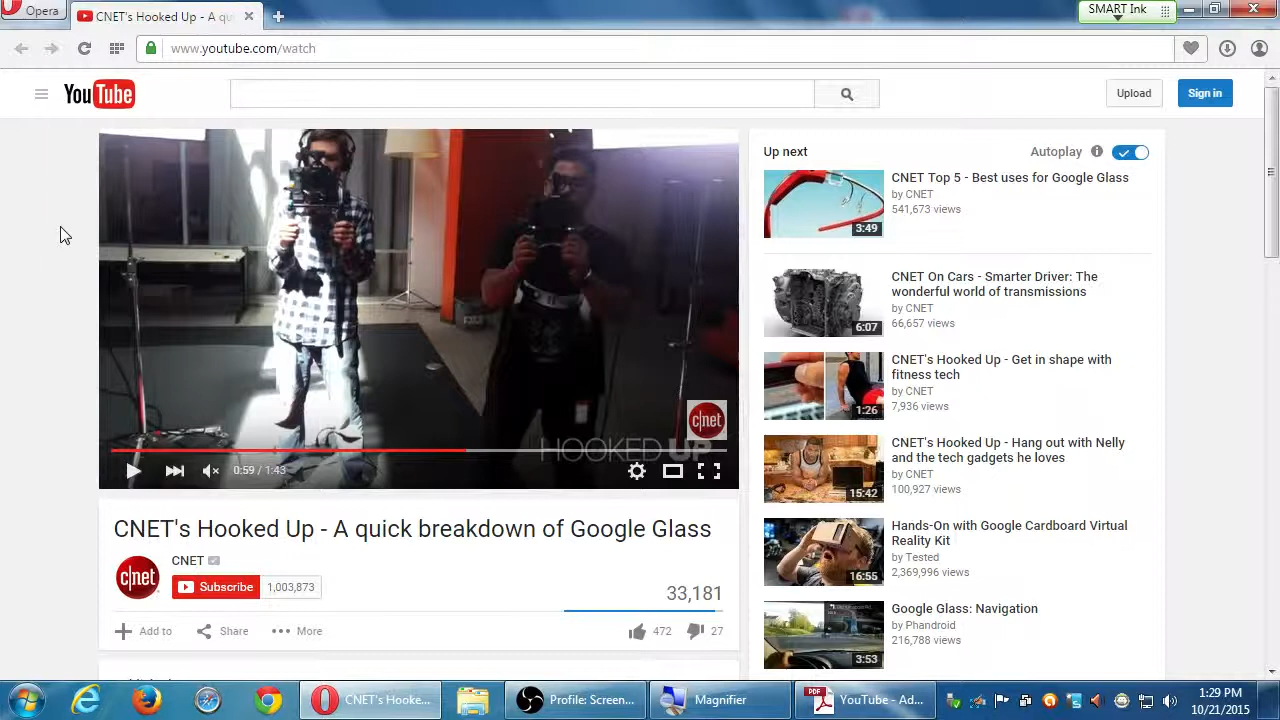 Opera
CNET's Hooked Up - A qu
SMART Ink
www.youtube.com/watch
YouTube
Upload
Sign in
HOOKED UP
c|net
0:59 / 1:43
CNET's Hooked Up - A quick breakdown of Google Glass
c|net
CNET
Subscribe
1,003,873
33,181
Add to
Share
More
472
27
Up next
Autoplay
CNET Top 5 - Best uses for Google Glass
by CNET
541,673 views
3:49
CNET On Cars - Smarter Driver: The
wonderful world of transmissions
by CNET
66,657 views
6:07
CNET's Hooked Up - Get in shape with
fitness tech
by CNET
7,936 views
1:26
CNET's Hooked Up - Hang out with Nelly
and the tech gadgets he loves
by CNET
100,927 views
15:42
Hands-On with Google Cardboard Virtual
Reality Kit
by Tested
2,369,996 views
16:55
Google Glass: Navigation
by Phandroid
216,788 views
3:53
CNET's Hooke...
Profile: Screen...
Magnifier
PDF
YouTube - Ad...
1:29 PM
10/21/2015